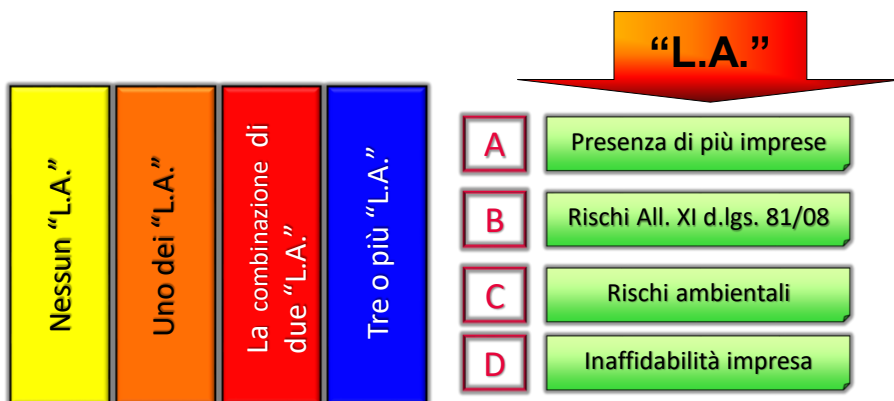 Nessun “L.A.”
Uno dei “L.A.”
La combinazione di
due “L.A.”
Tre o più “L.A.”
“L.A.”
A
Presenza di più imprese
B
Rischi All. XI d.lgs. 81/08
C
Rischi ambientali
D
Inaffidabilità impresa